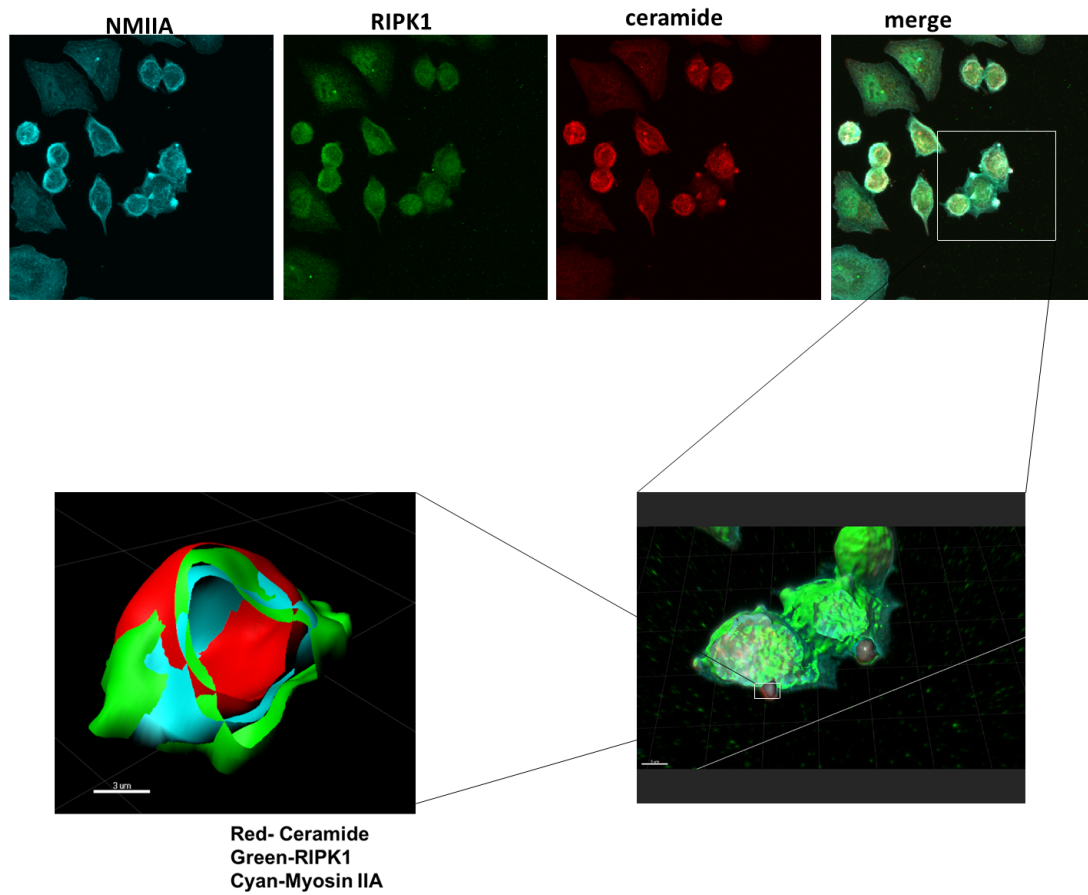 NMIIA
RIPK1
ceramide
merge
3 um
Red- Ceramide
Green-RIPK1
Cyan-Myosin IIA